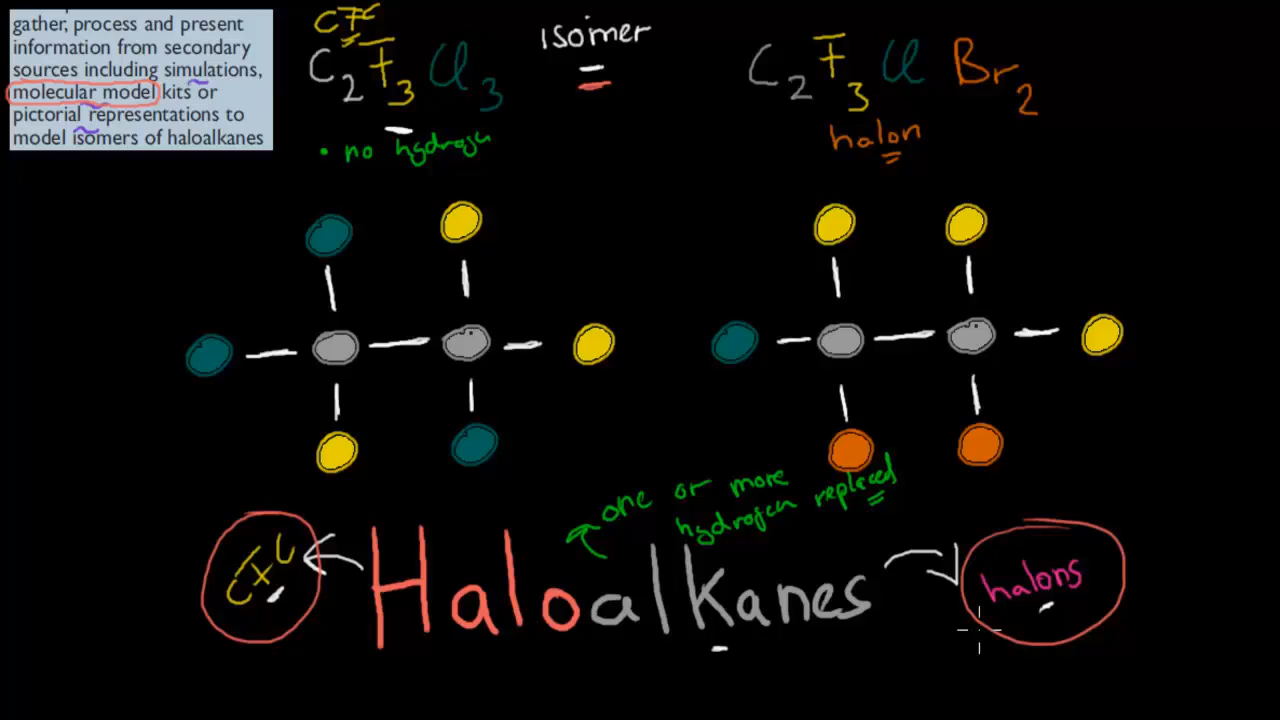 gather, process and present
information from secondary
sources including simulations,
molecular model kits or
pictorial representations to
model isomers of haloalkanes
CFC
C2F3Cl3
• no hydrogen
isomer
C2F3ClBr2
halon
one or more
hydrogen replaced
CFC
Haloalkanes
halons